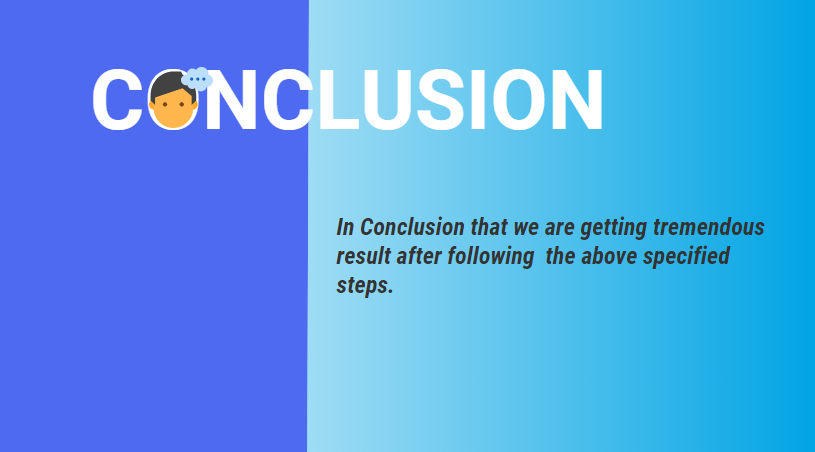 CONCLUSION
In Conclusion that we are getting tremendous
result after following  the above specified
steps.